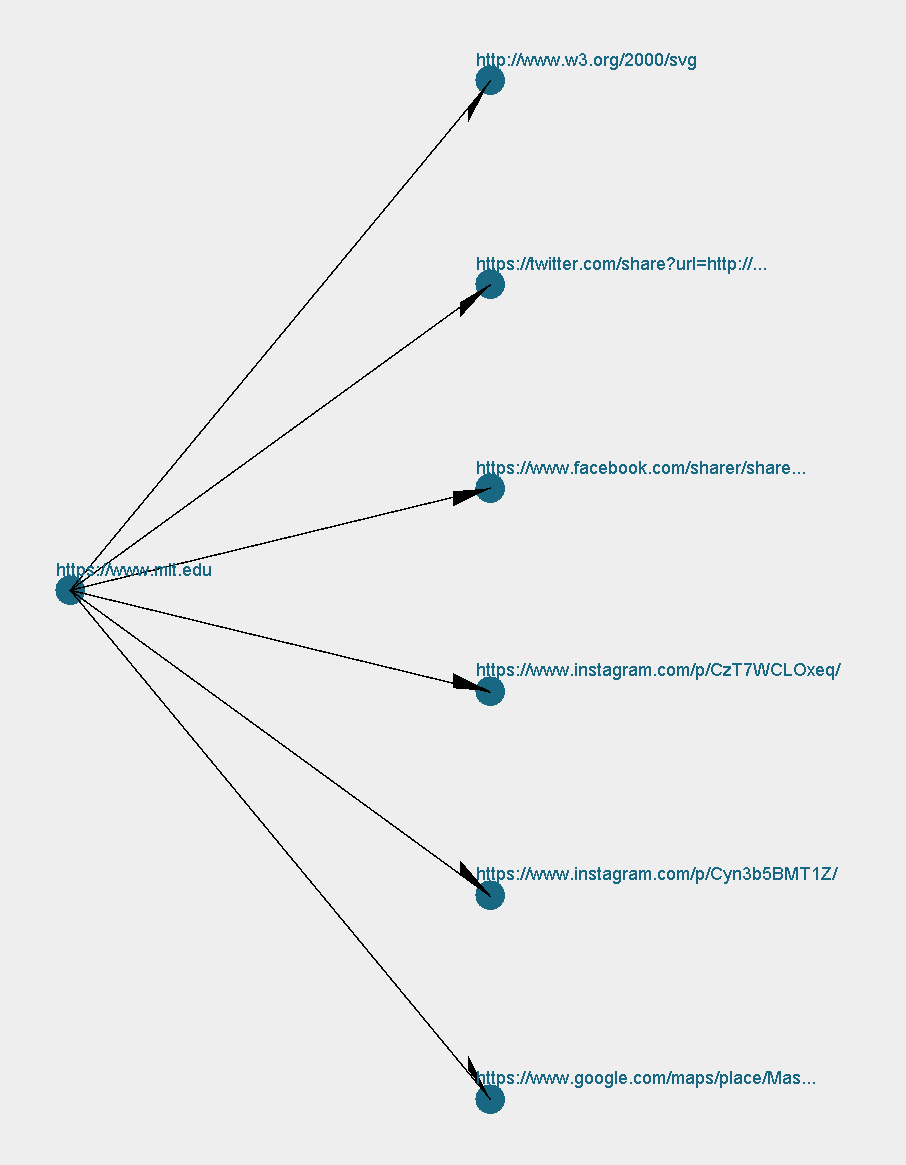 http://www.w3.org/2000/svg
https://twitter.com/share?url=http://...
https://www.facebook.com/sharer/share...
https://www.mit.edu
https://www.instagram.com/p/CzT7WCLOxeq/
https://www.instagram.com/p/Cyn3b5BMT1Z/
https://www.google.com/maps/place/Mas...